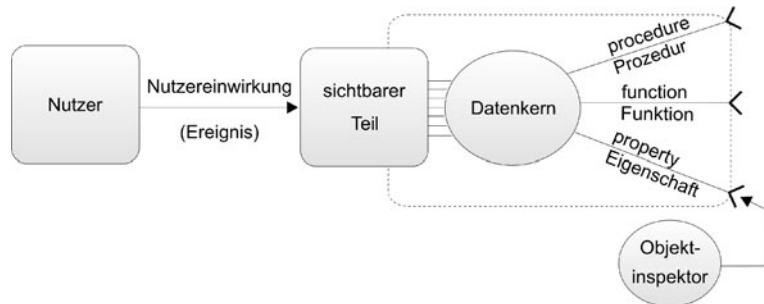 Nutzer
Nutzereinwirkung
(Ereignis)
sichtbarer
Teil
Datenkern
procedure
Prozedur
function
Funktion
property
Eigenschaft
Objekt-
inspektor